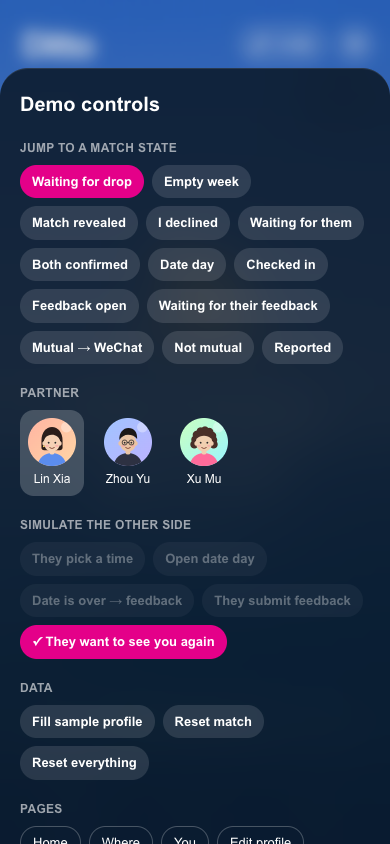 Demo controls
JUMP TO A MATCH STATE
Waiting for drop
Empty week
Match revealed
I declined
Waiting for them
Both confirmed
Date day
Checked in
Feedback open
Waiting for their feedback
Mutual → WeChat
Not mutual
Reported
PARTNER
Lin Xia
Zhou Yu
Xu Mu
SIMULATE THE OTHER SIDE
They pick a time
Open date day
Date is over → feedback
They submit feedback
✓ They want to see you again
DATA
Fill sample profile
Reset match
Reset everything
PAGES
Home
Where
You
Edit profile